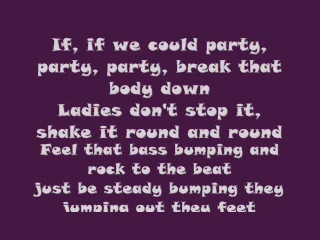 If, if we could party,
party, party, break that
body down
Ladies don't stop it,
shake it round and round
Feel that bass bumping and
rock to the beat
just be steady bumping they
jumping out they feet